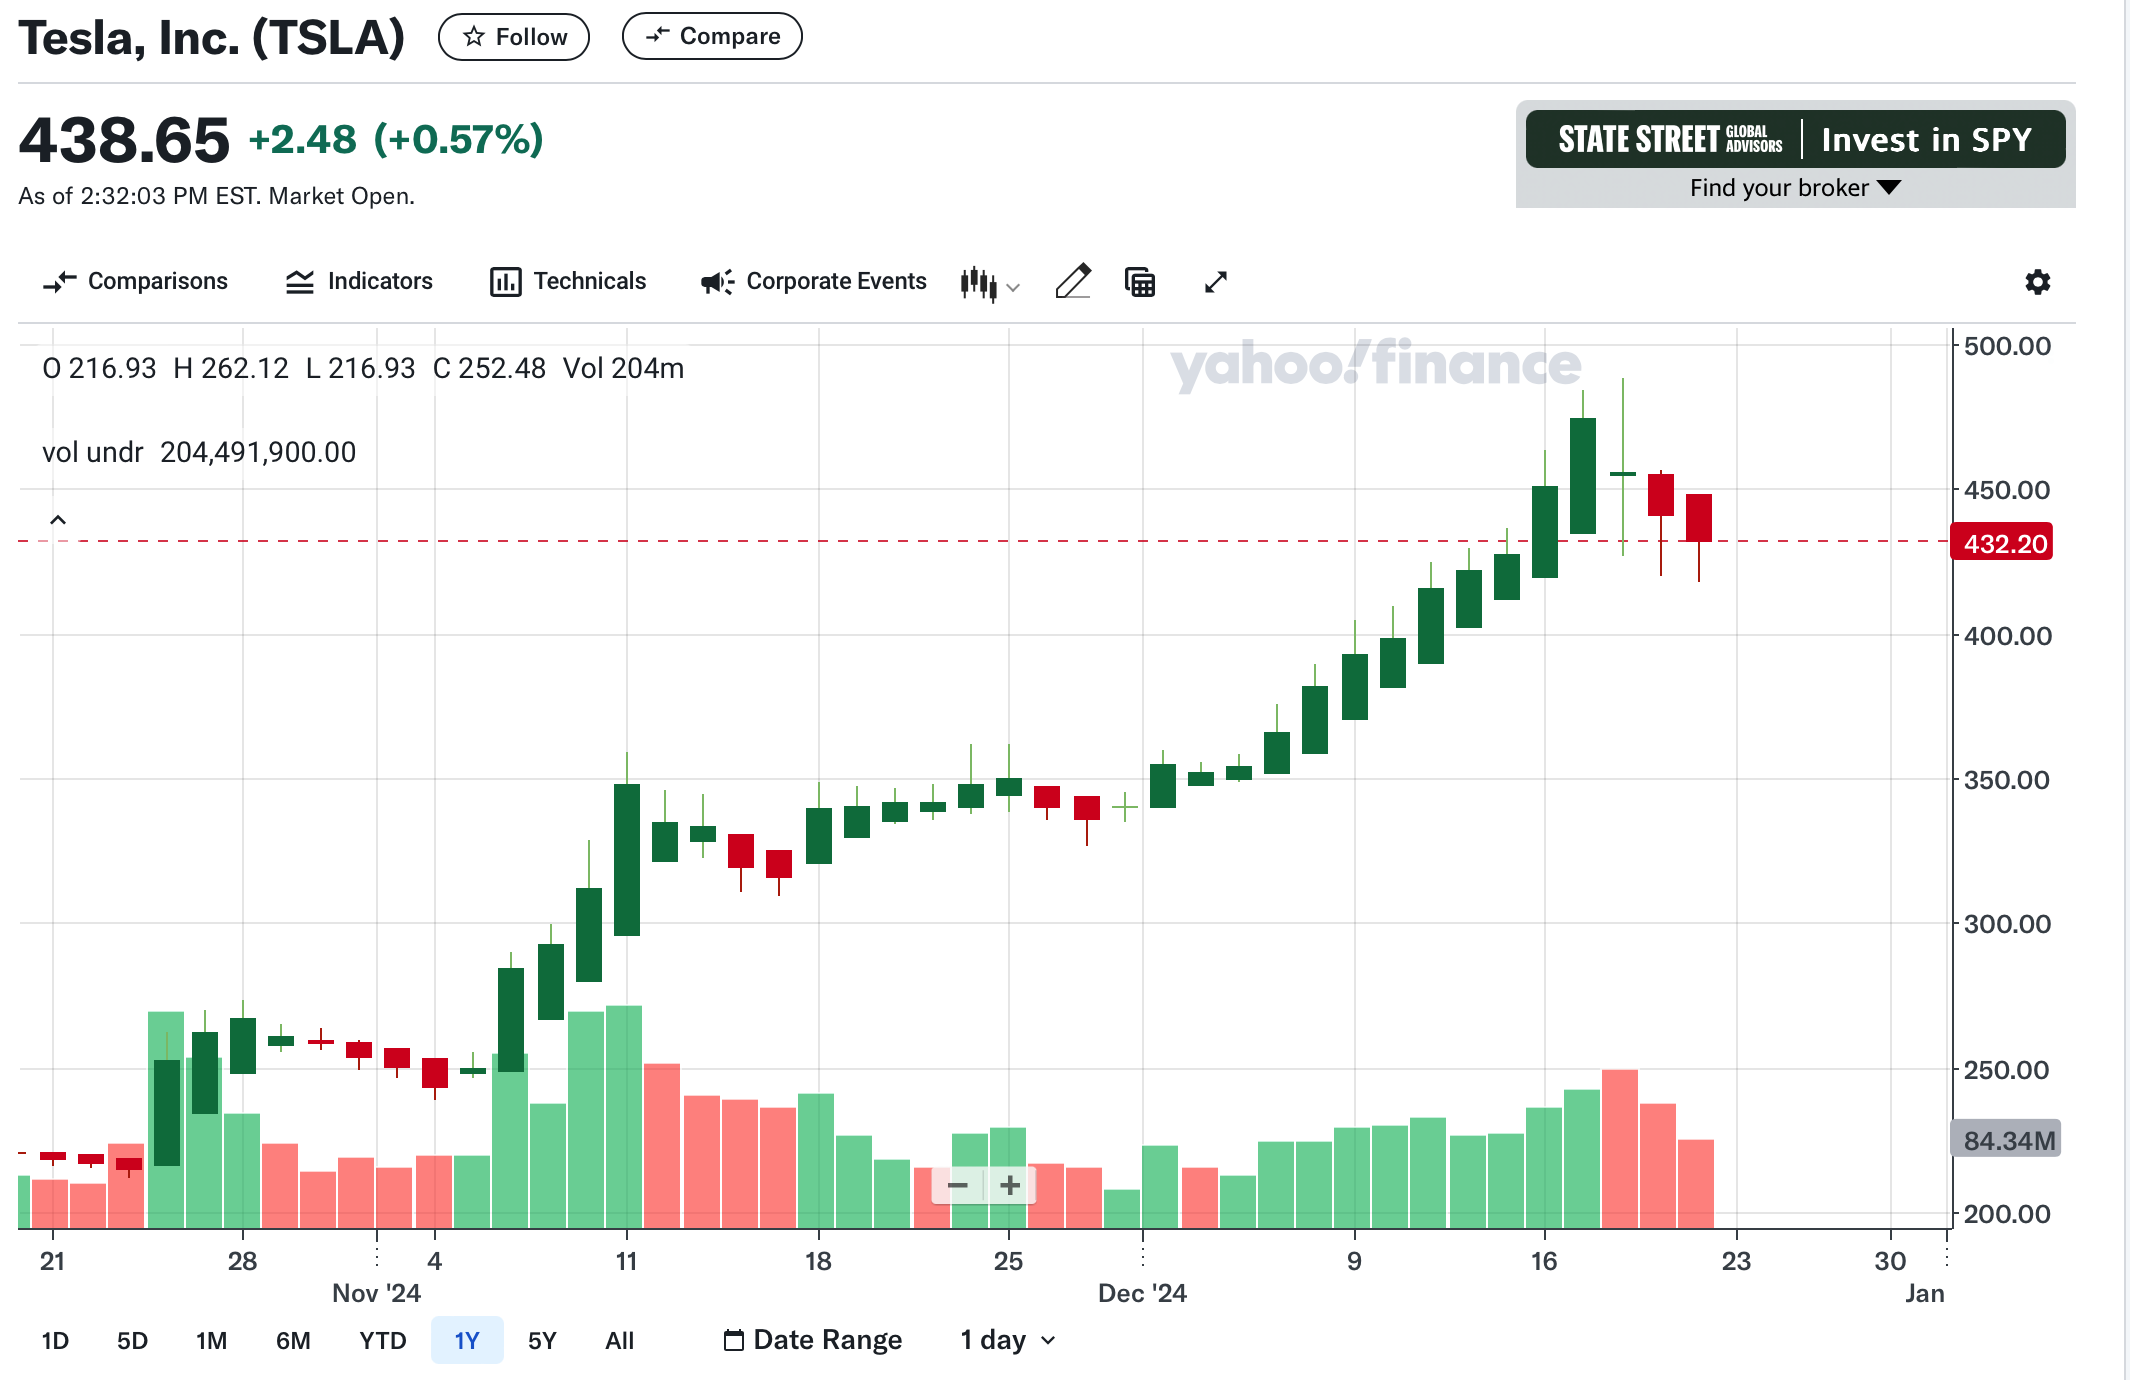 Tesla, Inc. (TSLA) Follow Compare
438.65 +2.48 (+0.57%)
As of 2:32:03 PM EST. Market Open.
STATE STREET GLOBAL ADVISORS Invest in SPY
Find your broker
Comparisons Indicators Technicals Corporate Events
O 216.93 H 262.12 L 216.93 C 252.48 Vol 204m
yahoo!finance
vol undr 204,491,900.00
500.00
450.00
432.20
400.00
350.00
300.00
250.00
84.34M
200.00
21 28 4 11 18 25 9 16 23 30
Nov '24 Dec '24 Jan
1D 5D 1M 6M YTD 1Y 5Y All Date Range 1 day